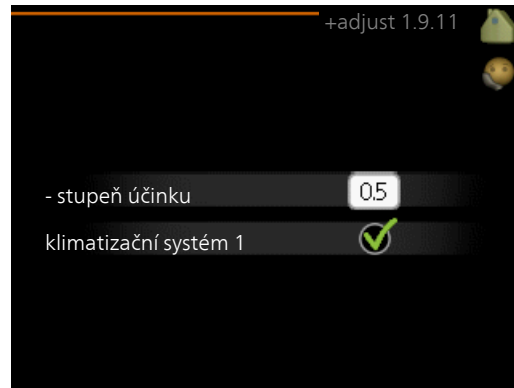 +adjust 1.9.11
- stupeň účinku 0.5
klimatizační systém 1